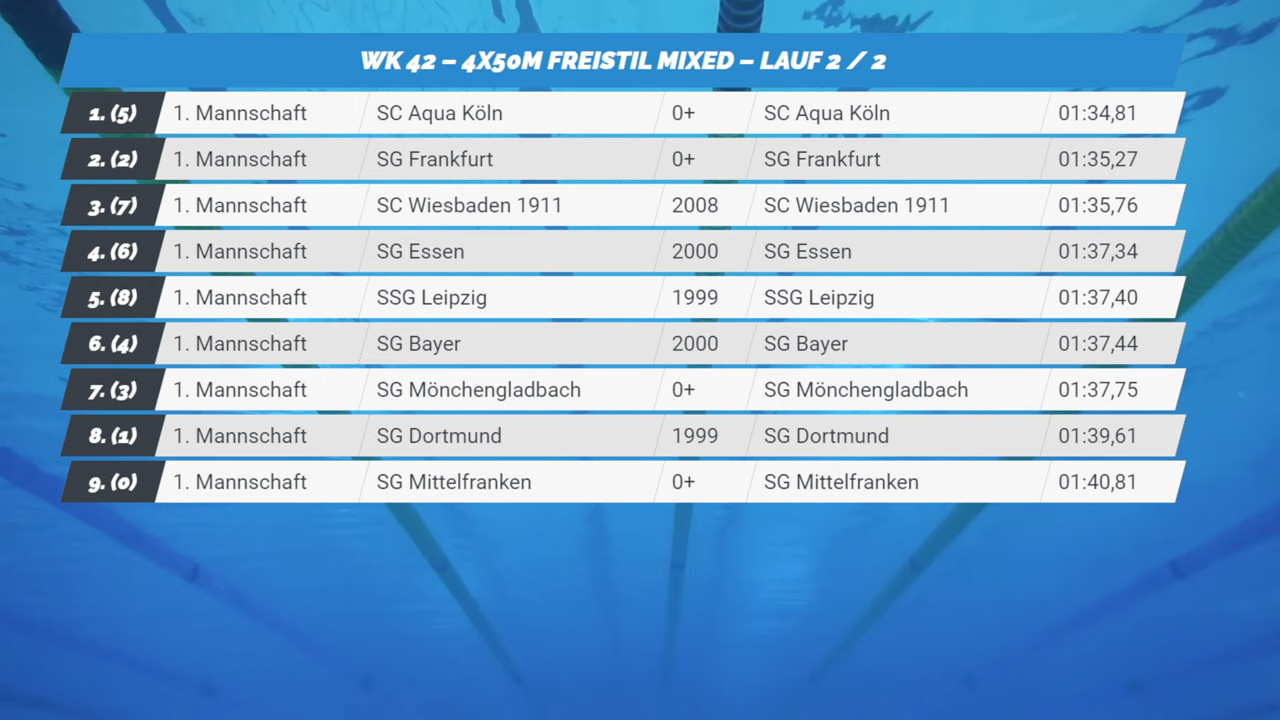 WK 42 – 4X50M FREISTIL MIXED – LAUF 2 / 2
1. (5) 1. Mannschaft SC Aqua Köln 0+ SC Aqua Köln 01:34,81
2. (2) 1. Mannschaft SG Frankfurt 0+ SG Frankfurt 01:35,27
3. (7) 1. Mannschaft SC Wiesbaden 1911 2008 SC Wiesbaden 1911 01:35,76
4. (6) 1. Mannschaft SG Essen 2000 SG Essen 01:37,34
5. (8) 1. Mannschaft SSG Leipzig 1999 SSG Leipzig 01:37,40
6. (4) 1. Mannschaft SG Bayer 2000 SG Bayer 01:37,44
7. (3) 1. Mannschaft SG Mönchengladbach 0+ SG Mönchengladbach 01:37,75
8. (1) 1. Mannschaft SG Dortmund 1999 SG Dortmund 01:39,61
9. (0) 1. Mannschaft SG Mittelfranken 0+ SG Mittelfranken 01:40,81